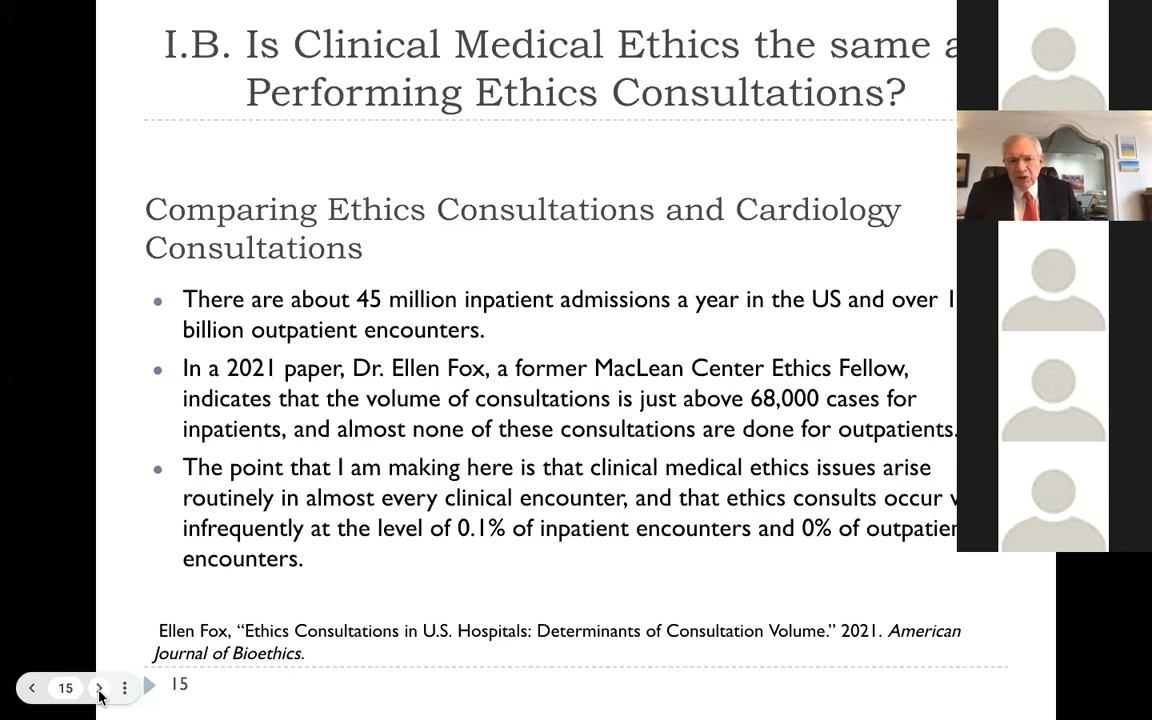 I.B. Is Clinical Medical Ethics the same
Performing Ethics Consultations?
Comparing Ethics Consultations and Cardiology
Consultations
There are about 45 million inpatient admissions a year in the US and over 1
billion outpatient encounters.
In a 2021 paper, Dr. Ellen Fox, a former MacLean Center Ethics Fellow,
indicates that the volume of consultations is just above 68,000 cases for
inpatients, and almost none of these consultations are done for outpatients.
The point that I am making here is that clinical medical ethics issues arise
routinely in almost every clinical encounter, and that ethics consults occur
infrequently at the level of 0.1% of inpatient encounters and 0% of
encounters.
Ellen Fox, “Ethics Consultations in U.S. Hospitals: Determinants of Consultation Volume.” 2021. American
Journal of Bioethics.
15
15